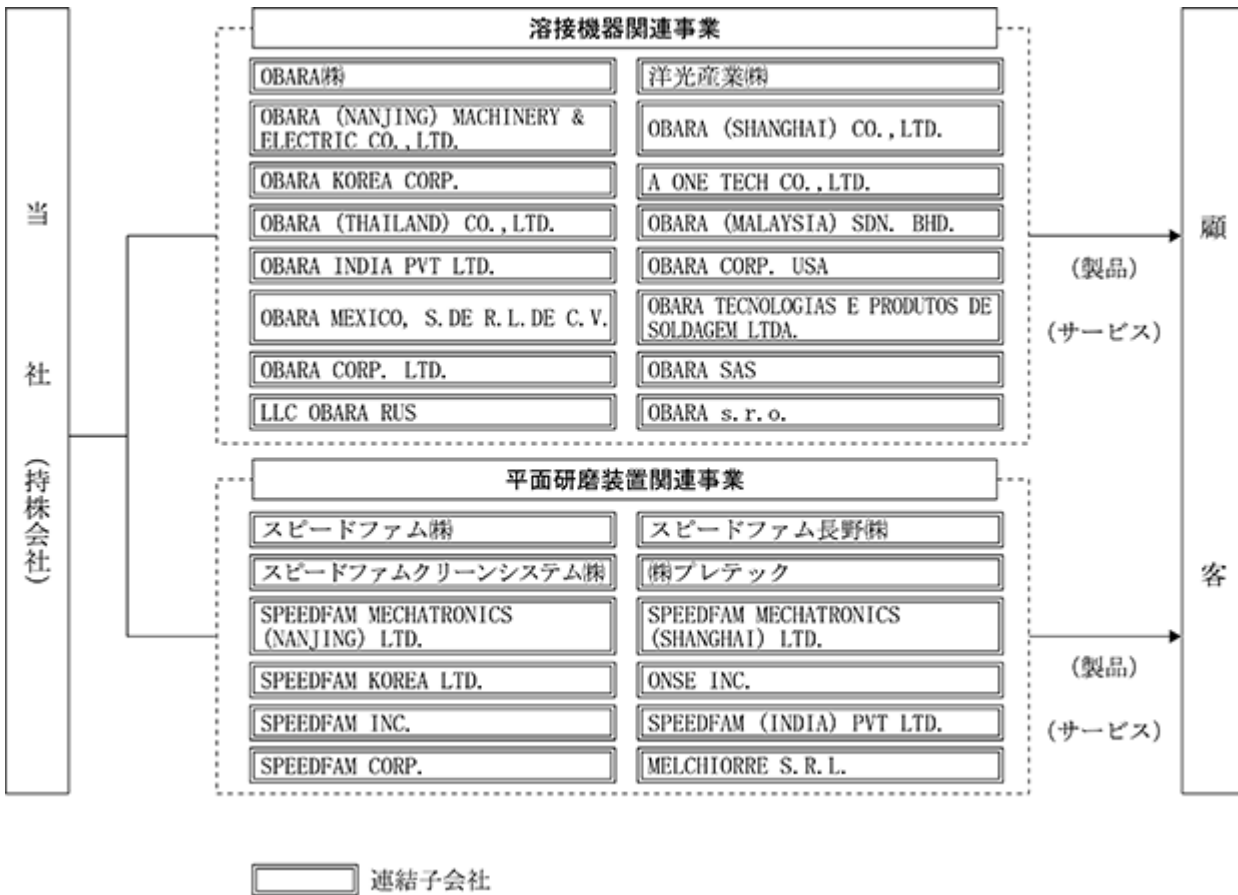 当社(持株会社)
溶接機器関連事業
OBARA㈱
洋光産業㈱
OBARA (NANJING) MACHINERY &
ELECTRIC CO.,LTD.
OBARA (SHANGHAI) CO.,LTD.
OBARA KOREA CORP.
A ONE TECH CO.,LTD.
OBARA (THAILAND) CO.,LTD.
OBARA (MALAYSIA) SDN. BHD.
OBARA INDIA PVT LTD.
OBARA CORP. USA
OBARA MEXICO, S.DE R.L.DE C.V.
OBARA TECNOLOGIAS E PRODUTOS DE
SOLDAGEM LTDA.
OBARA CORP. LTD.
OBARA SAS
LLC OBARA RUS
OBARA s.r.o.
(製品)
(サービス)
平面研磨装置関連事業
スピードファム㈱
スピードファム長野㈱
スピードファムクリーンシステム㈱
㈱プレテック
SPEEDFAM MECHATRONICS
(NANJING) LTD.
SPEEDFAM MECHATRONICS
(SHANGHAI) LTD.
SPEEDFAM KOREA LTD.
ONSE INC.
SPEEDFAM INC.
SPEEDFAM (INDIA) PVT LTD.
SPEEDFAM CORP.
MELCHIORRE S.R.L.
(製品)
(サービス)
顧客
連結子会社